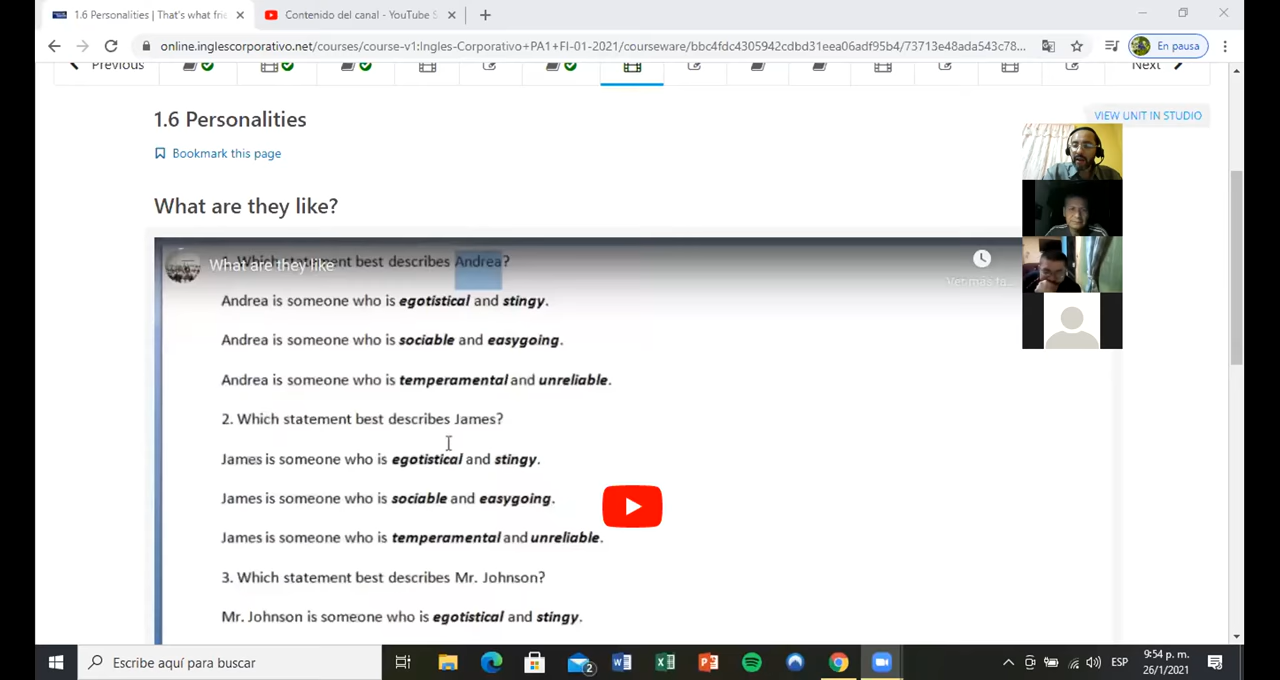 1.6 Personalities | That's what frie
Contenido del canal - YouTube S
online.inglescorporativo.net/courses/course-v1:Ingles-Corporativo+PA1+FI-01-2021/courseware/bbc4fdc4305942cdbd31eea06adf95b4/73713e48ada543c78...
En pausa
Previous
Next
1.6 Personalities
VIEW UNIT IN STUDIO
Bookmark this page
What are they like?
1. Which statement best describes Andrea?
What are they like
Ver más ta...
Andrea is someone who is egotistical and stingy.
Andrea is someone who is sociable and easygoing.
Andrea is someone who is temperamental and unreliable.
2. Which statement best describes James?
James is someone who is egotistical and stingy.
James is someone who is sociable and easygoing.
James is someone who is temperamental and unreliable.
3. Which statement best describes Mr. Johnson?
Mr. Johnson is someone who is egotistical and stingy.
Escribe aquí para buscar
2
ESP
9:54 p. m.
26/1/2021